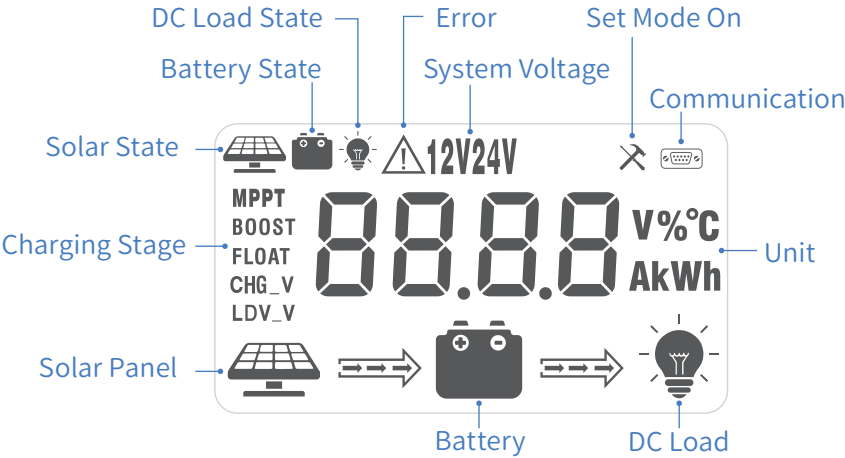 DC Load State
Error
Set Mode On
Battery State
System Voltage
Communication
Solar State
12V24V
MPPT
BOOST
FLOAT
CHG_V
LDV_V
Charging Stage
88.8.8
V%°C
AkWh
Unit
Solar Panel
Battery
DC Load